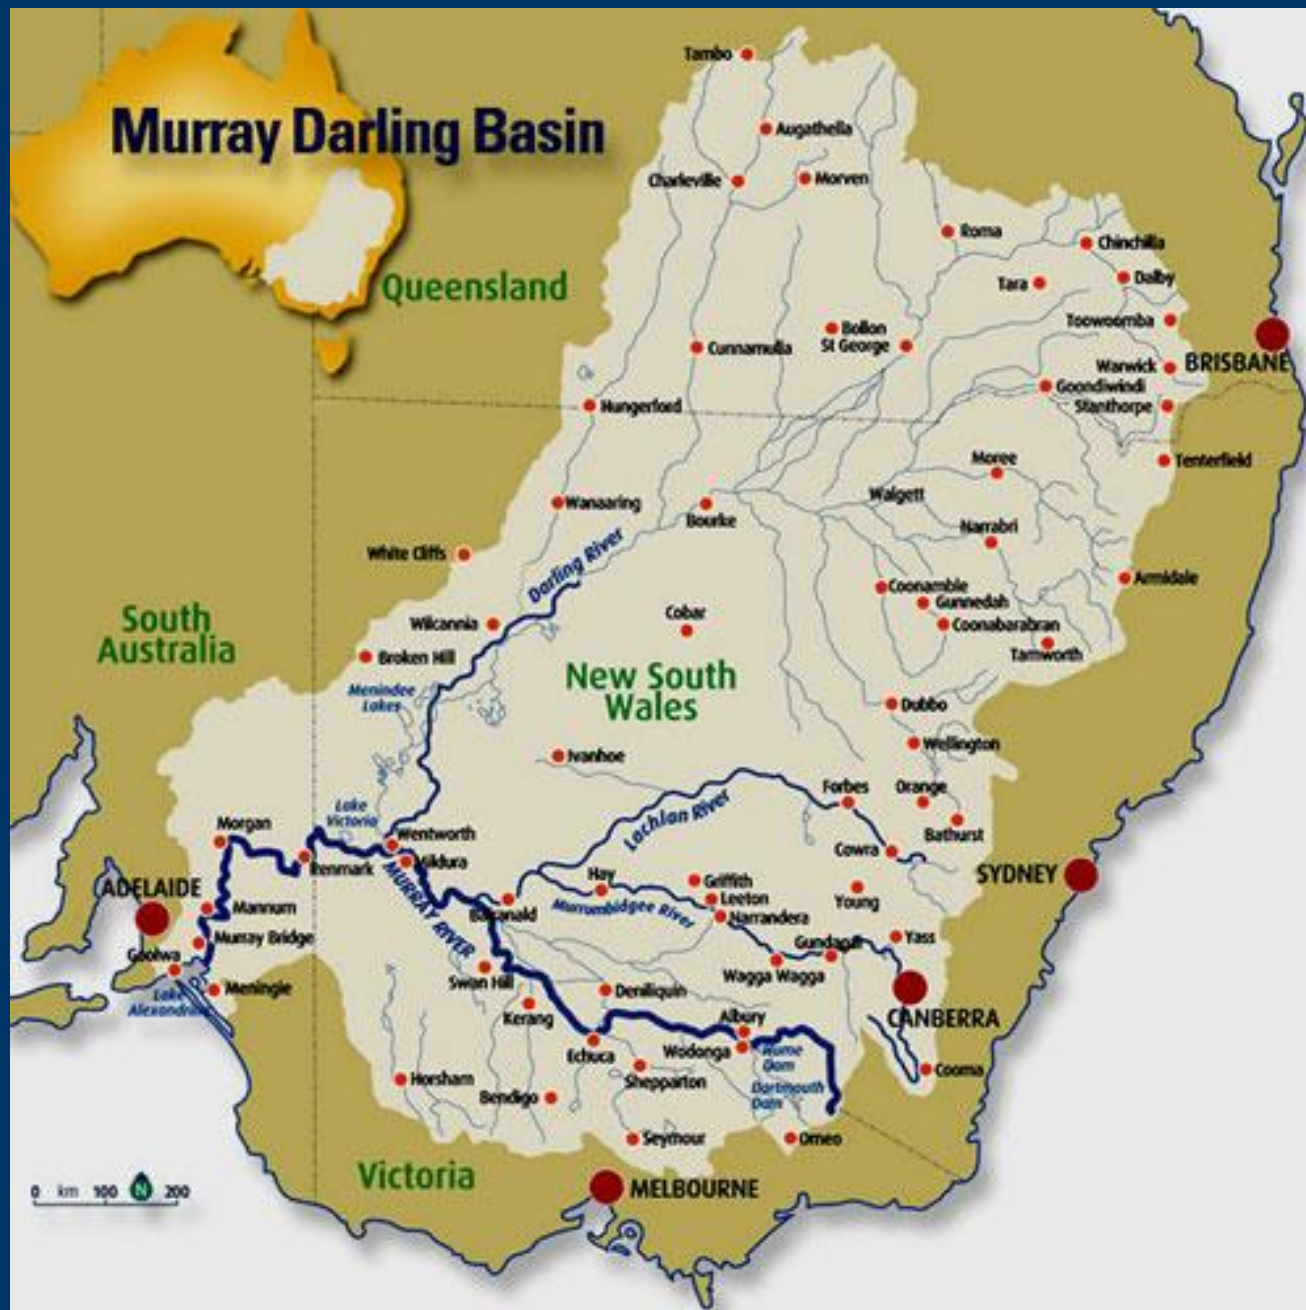 Tambo
Murray Darling Basin
Augathella
Charleville
Morven
Roma
Chinchilla
Queensland
Tara
Dalby
Toowoomba
Bollon
St George
Cunnamulla
BRISBANE
Warwick
Goondiwindi
Stanthorpe
Hungerford
Moree
Tenterfield
Walgett
Wanaaring
Bourke
Narrabri
White Cliffs
Darling River
Armidale
Coonamble
Gunnedah
South
Australia
Wilcannia
Cobar
Coonabarabran
Tamworth
Broken Hill
New South
Wales
Menindee
Lakes
Dubbo
Wellington
Ivanhoe
Forbes
Orange
Lake
Victoria
Lachlan River
Morgan
Wentworth
Bathurst
Cowra
Renmark
Mildura
SYDNEY
Hay
Griffith
ADELAIDE
MURRAY RIVER
Leeton
Young
Mannum
Balranald
Murrumbidgee River
Narrandera
Murray Bridge
Gundagai
Yass
Goolwa
Swan Hill
Wagga Wagga
Meningie
Deniliquin
Lake
Alexandrina
Kerang
Albury
CANBERRA
Echuca
Wodonga
Hume
Dam
Cooma
Horsham
Shepparton
Dartmouth
Dam
Bendigo
Seymour
Omeo
Victoria
MELBOURNE
0 km 100 N 200